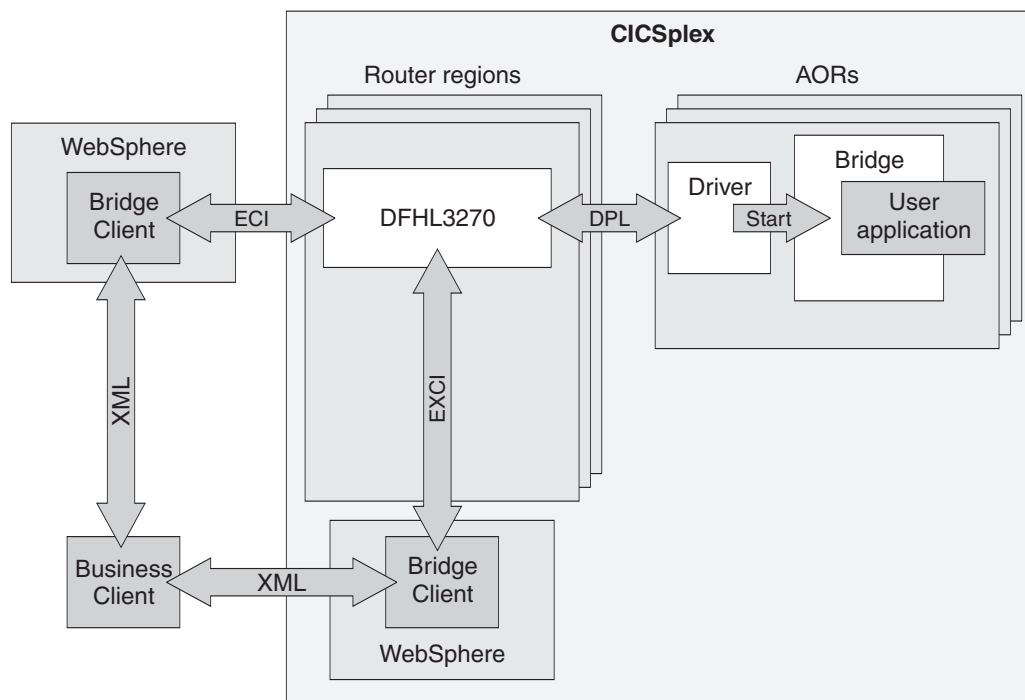 CICSplex
Router regions
AORs
WebSphere
Bridge
Client
ECI
DFHL3270
DPL
Driver
Start
Bridge
User
application
XML
EXCI
Business
Client
XML
Bridge
Client
WebSphere